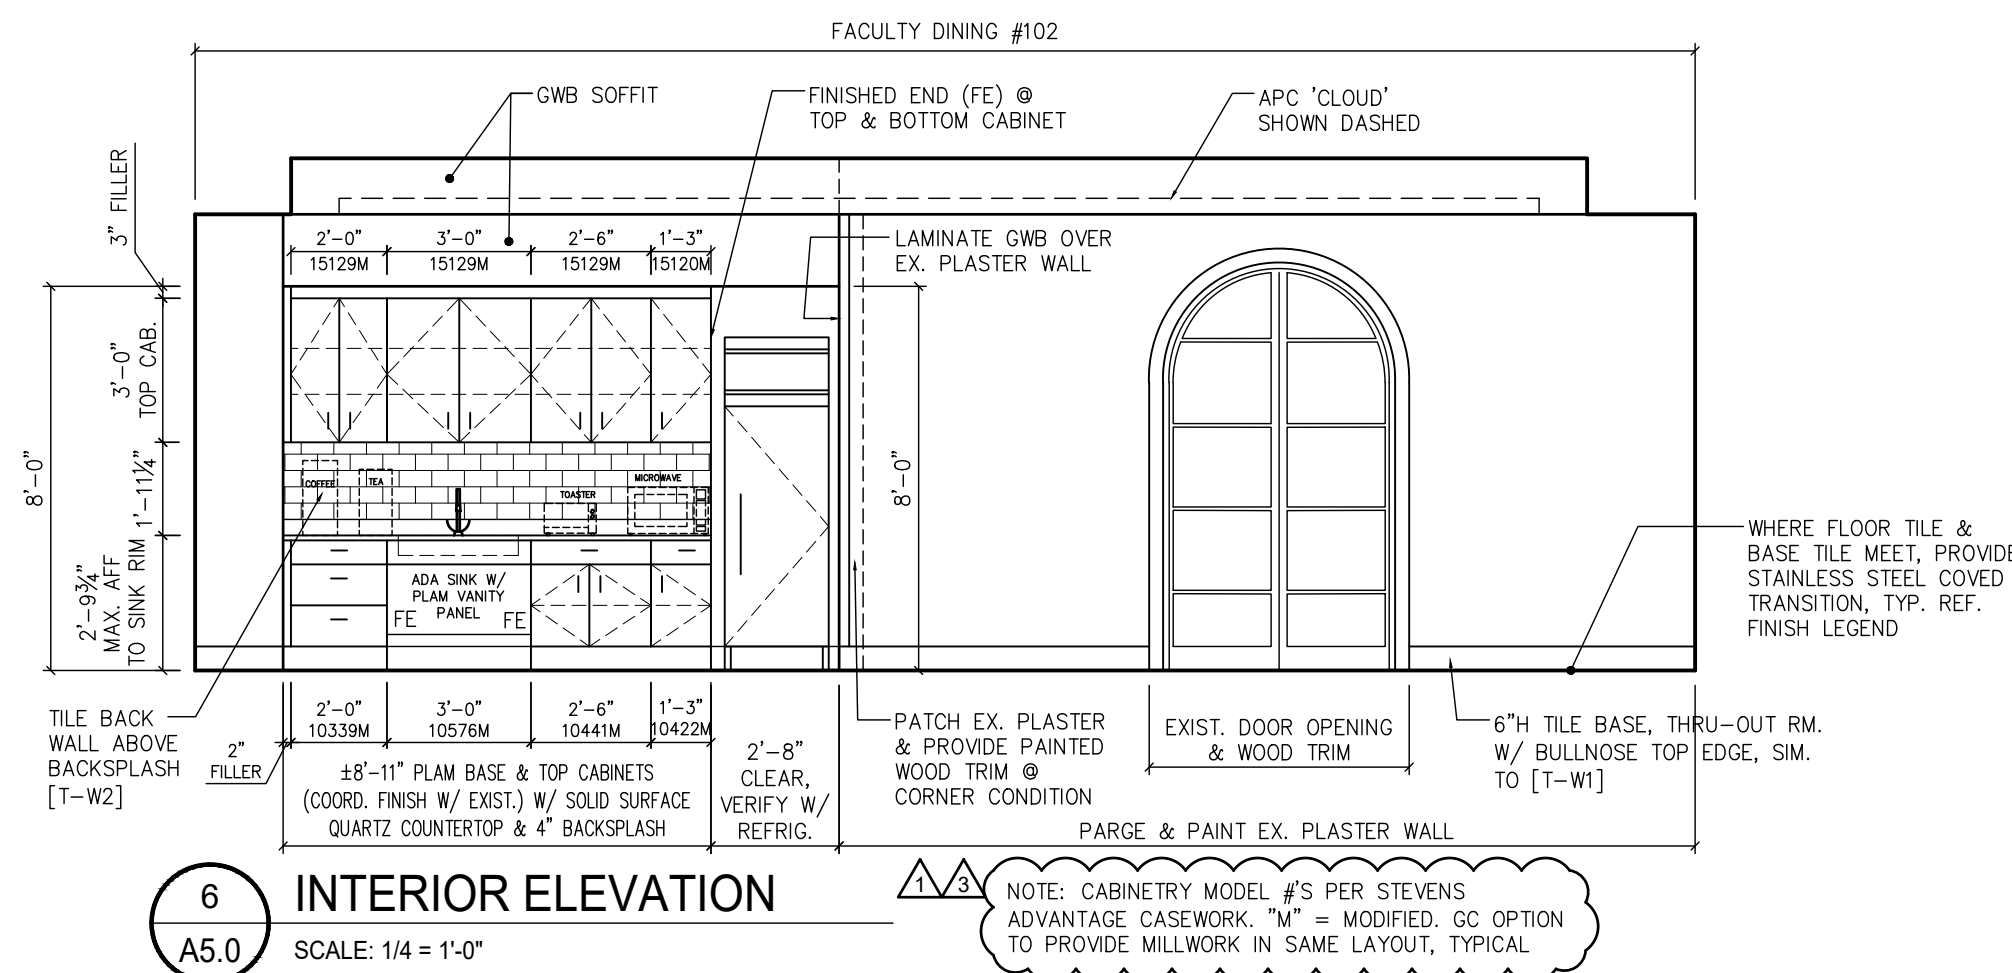 FACULTY DINING #102
GWB SOFFIT
FINISHED END (FE) @
TOP & BOTTOM CABINET
APC 'CLOUD'
SHOWN DASHED
3" FILLER
2'-0"
15129M
3'-0"
15129M
2'-6"
15129M
1'-3"
15120M
LAMINATE GWB OVER
EX. PLASTER WALL
8'-0"
3'-0"
TOP CAB.
1'-11¼"
2'-9¾"
MAX. AFF
TO SINK RIM
8'-0"
COFFEE
TEA
TOASTER
MICROWAVE
ADA SINK W/
PLAM VANITY
PANEL
FE
FE
WHERE FLOOR TILE &
BASE TILE MEET, PROVIDE
STAINLESS STEEL COVED
TRANSITION, TYP. REF.
FINISH LEGEND
TILE BACK
WALL ABOVE
BACKSPLASH
[T-W2]
2"
FILLER
2'-0"
10339M
3'-0"
10576M
2'-6"
10441M
1'-3"
10422M
±8'-11" PLAM BASE & TOP CABINETS
(COORD. FINISH W/ EXIST.) W/ SOLID SURFACE
QUARTZ COUNTERTOP & 4" BACKSPLASH
2'-8"
CLEAR,
VERIFY W/
REFRIG.
PATCH EX. PLASTER
& PROVIDE PAINTED
WOOD TRIM @
CORNER CONDITION
EXIST. DOOR OPENING
& WOOD TRIM
6"H TILE BASE, THRU-OUT RM.
W/ BULLNOSE TOP EDGE, SIM.
TO [T-W1]
PARGE & PAINT EX. PLASTER WALL
6
A5.0
INTERIOR ELEVATION
SCALE: 1/4 = 1'-0"
1
3
NOTE: CABINETRY MODEL #'S PER STEVENS
ADVANTAGE CASEWORK. "M" = MODIFIED. GC OPTION
TO PROVIDE MILLWORK IN SAME LAYOUT, TYPICAL